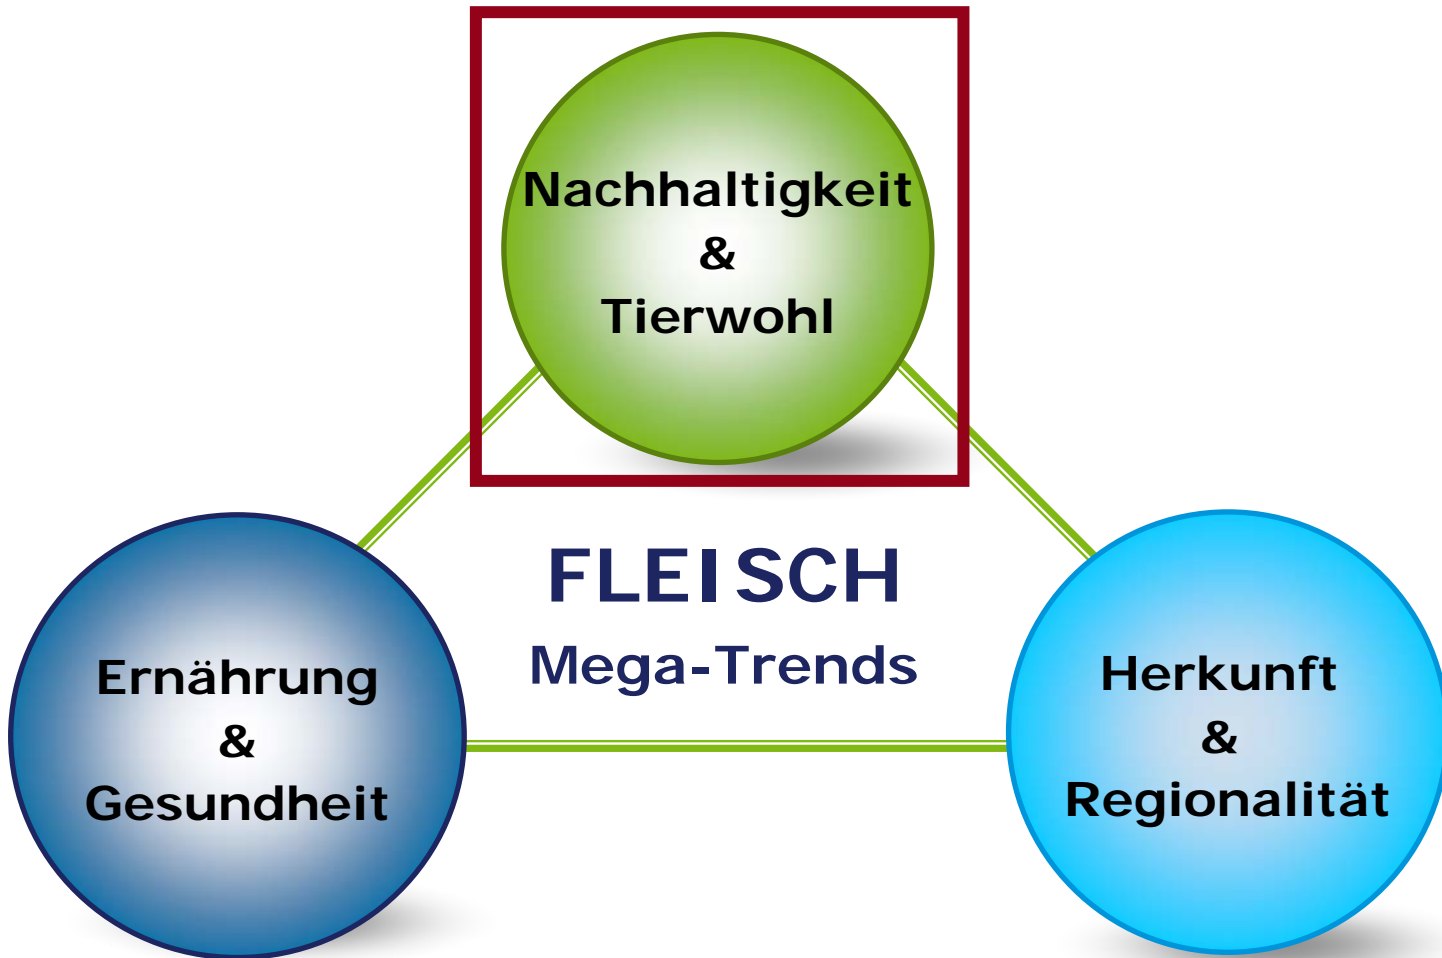 Nachhaltigkeit
&
Tierwohl
FLEISCH
Mega-Trends
Ernährung
&
Gesundheit
Herkunft
&
Regionalität